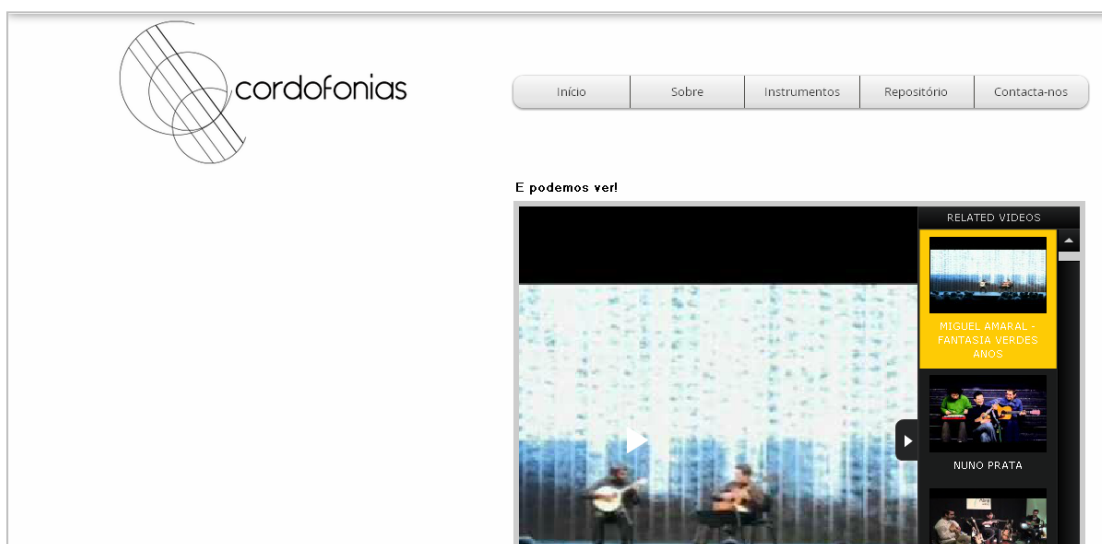 cordofonias
Início
Sobre
Instrumentos
Repositório
Contacta-nos
E podemos ver!
RELATED VIDEOS
MIGUEL AMARAL -
FANTASIA VERDES
ANOS
NUNO PRATA